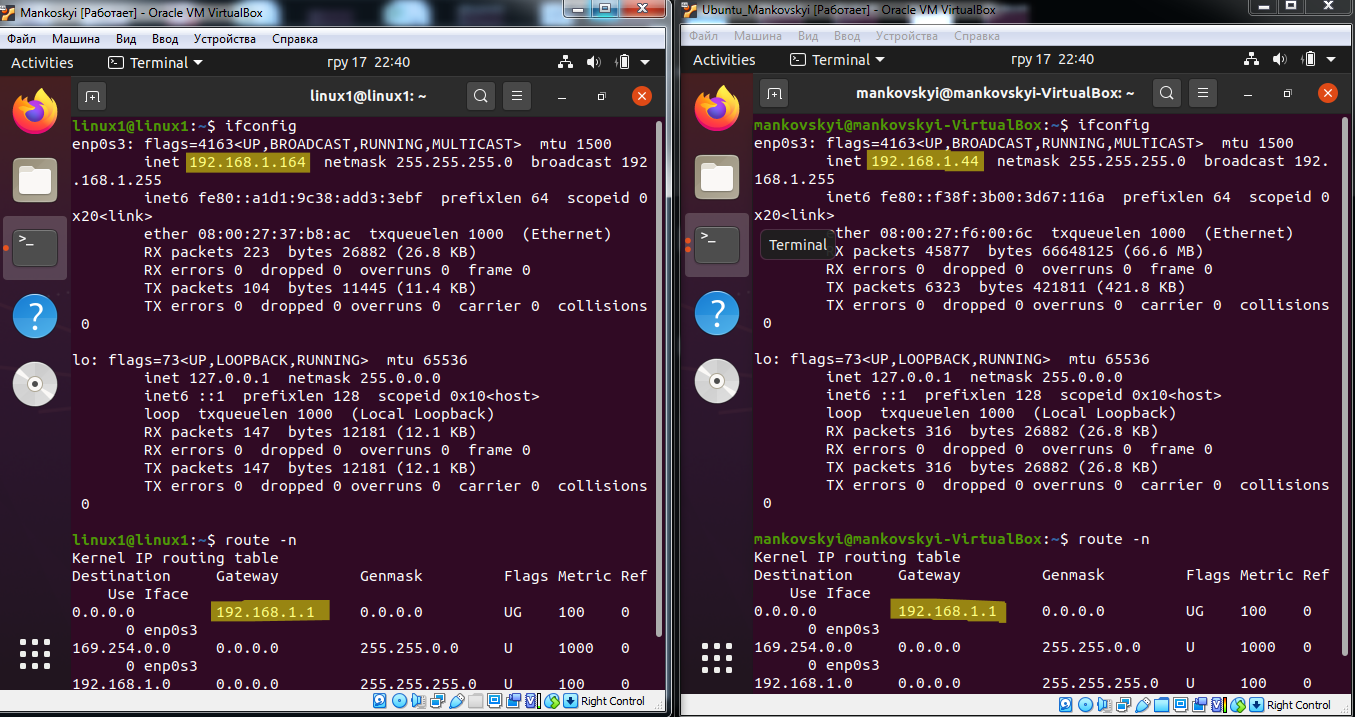 Mankoskyi [Работает] - Oracle VM VirtualBox
Файл Машина Вид Ввод Устройства Справка
Activities Terminal гру 17 22:40
linux1@linux1: ~
linux1@linux1:~$ ifconfig
enp0s3: flags=4163<UP,BROADCAST,RUNNING,MULTICAST> mtu 1500
inet 192.168.1.164 netmask 255.255.255.0 broadcast 192
.168.1.255
inet6 fe80::a1d1:9c38:add3:3ebf prefixlen 64 scopeid 0
x20<link>
ether 08:00:27:37:b8:ac txqueuelen 1000 (Ethernet)
RX packets 223 bytes 26882 (26.8 KB)
RX errors 0 dropped 0 overruns 0 frame 0
TX packets 104 bytes 11445 (11.4 KB)
TX errors 0 dropped 0 overruns 0 carrier 0 collisions
0
lo: flags=73<UP,LOOPBACK,RUNNING> mtu 65536
inet 127.0.0.1 netmask 255.0.0.0
inet6 ::1 prefixlen 128 scopeid 0x10<host>
loop txqueuelen 1000 (Local Loopback)
RX packets 147 bytes 12181 (12.1 KB)
RX errors 0 dropped 0 overruns 0 frame 0
TX packets 147 bytes 12181 (12.1 KB)
TX errors 0 dropped 0 overruns 0 carrier 0 collisions
0
linux1@linux1:~$ route -n
Kernel IP routing table
Destination Gateway Genmask Flags Metric Ref
Use Iface
0.0.0.0 192.168.1.1 0.0.0.0 UG 100 0
0 enp0s3
169.254.0.0 0.0.0.0 255.255.0.0 U 1000 0
0 enp0s3
192.168.1.0 0.0.0.0 255.255.255.0 U 100 0
Right Control
Ubuntu_Mankovskyi [Работает] - Oracle VM VirtualBox
Файл Машина Вид Ввод Устройства Справка
Activities Terminal гру 17 22:40
mankovskyi@mankovskyi-VirtualBox: ~
mankovskyi@mankovskyi-VirtualBox:~$ ifconfig
enp0s3: flags=4163<UP,BROADCAST,RUNNING,MULTICAST> mtu 1500
inet 192.168.1.44 netmask 255.255.255.0 broadcast 192.
168.1.255
inet6 fe80::f38f:3b00:3d67:116a prefixlen 64 scopeid 0
x20<link>
Terminal
ether 08:00:27:f6:00:6c txqueuelen 1000 (Ethernet)
RX packets 45877 bytes 66648125 (66.6 MB)
RX errors 0 dropped 0 overruns 0 frame 0
TX packets 6323 bytes 421811 (421.8 KB)
TX errors 0 dropped 0 overruns 0 carrier 0 collisions
0
lo: flags=73<UP,LOOPBACK,RUNNING> mtu 65536
inet 127.0.0.1 netmask 255.0.0.0
inet6 ::1 prefixlen 128 scopeid 0x10<host>
loop txqueuelen 1000 (Local Loopback)
RX packets 316 bytes 26882 (26.8 KB)
RX errors 0 dropped 0 overruns 0 frame 0
TX packets 316 bytes 26882 (26.8 KB)
TX errors 0 dropped 0 overruns 0 carrier 0 collisions
0
mankovskyi@mankovskyi-VirtualBox:~$ route -n
Kernel IP routing table
Destination Gateway Genmask Flags Metric Ref
Use Iface
0.0.0.0 192.168.1.1 0.0.0.0 UG 100 0
0 enp0s3
169.254.0.0 0.0.0.0 255.255.0.0 U 1000 0
0 enp0s3
192.168.1.0 0.0.0.0 255.255.255.0 U 100 0
Right Control